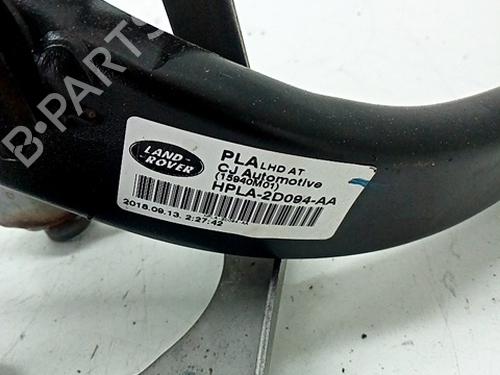 B-PARTS
LAND-
ROVER
PLA LHD AT
CJ Automotive
(15940M01)
HPLA-2D094-AA
2018.09.13. 2:27:42